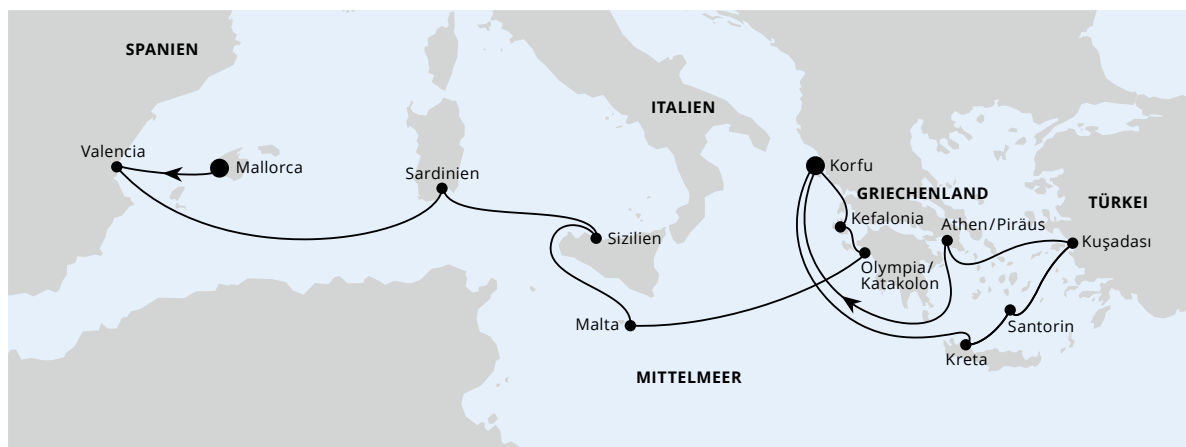 SPANIEN
ITALIEN
Valencia
Mallorca
Sardinien
Korfu
GRIECHENLAND
TÜRKEI
Kefalonia
Athen/Piräus
Sizilien
Kuşadası
Olympia/
Katakolon
Malta
Santorin
Kreta
MITTELMEER